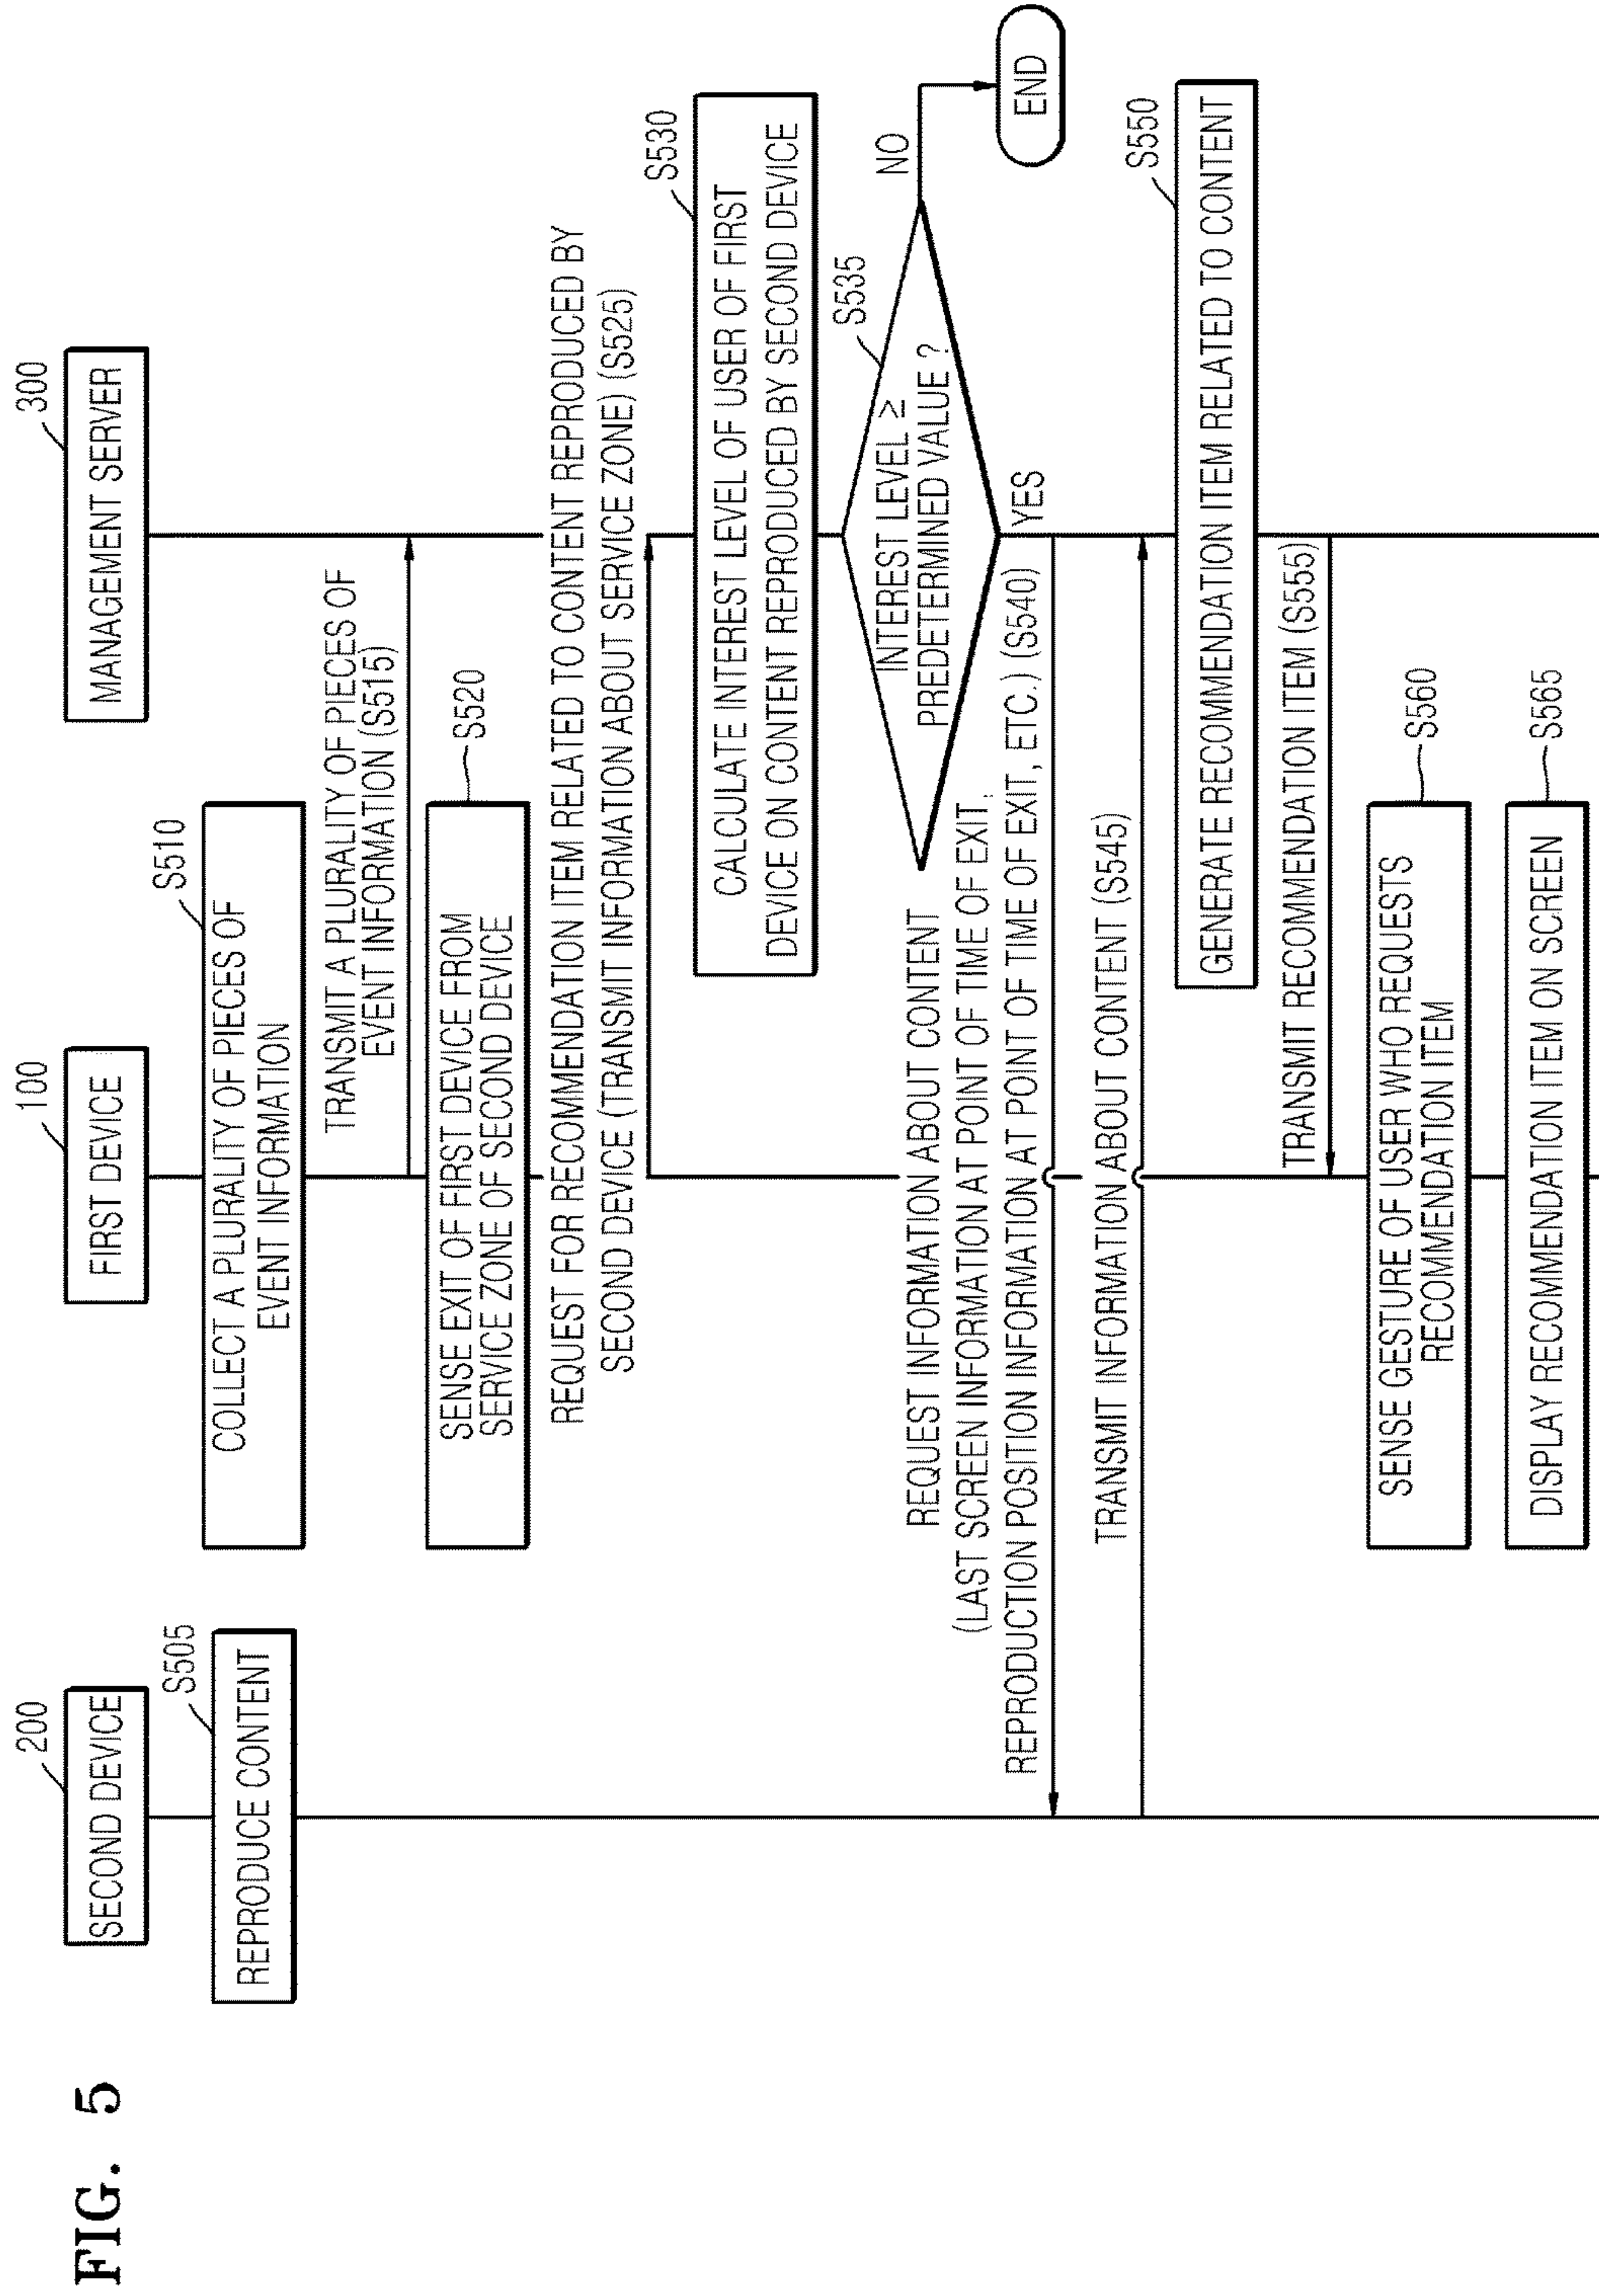 FIG. 5
200
100
300
SECOND DEVICE
FIRST DEVICE
MANAGEMENT SERVER
S505
REPRODUCE CONTENT
S510
COLLECT A PLURALITY OF PIECES OF
EVENT INFORMATION
TRANSMIT A PLURALITY OF PIECES OF
EVENT INFORMATION (S515)
SENSE EXIT OF FIRST DEVICE FROM
SERVICE ZONE OF SECOND DEVICE
S520
REQUEST FOR RECOMMENDATION ITEM RELATED TO CONTENT REPRODUCED BY
SECOND DEVICE (TRANSMIT INFORMATION ABOUT SERVICE ZONE) (S525)
S530
CALCULATE INTEREST LEVEL OF USER OF FIRST
DEVICE ON CONTENT REPRODUCED BY SECOND DEVICE
S535
INTEREST LEVEL ≥
PREDETERMINED VALUE ?
NO
END
YES
REQUEST INFORMATION ABOUT CONTENT
(LAST SCREEN INFORMATION AT POINT OF TIME OF EXIT,
REPRODUCTION POSITION INFORMATION AT POINT OF TIME OF EXIT, ETC.) (S540)
TRANSMIT INFORMATION ABOUT CONTENT (S545)
S550
GENERATE RECOMMENDATION ITEM RELATED TO CONTENT
TRANSMIT RECOMMENDATION ITEM (S555)
SENSE GESTURE OF USER WHO REQUESTS
RECOMMENDATION ITEM
S560
DISPLAY RECOMMENDATION ITEM ON SCREEN
S565